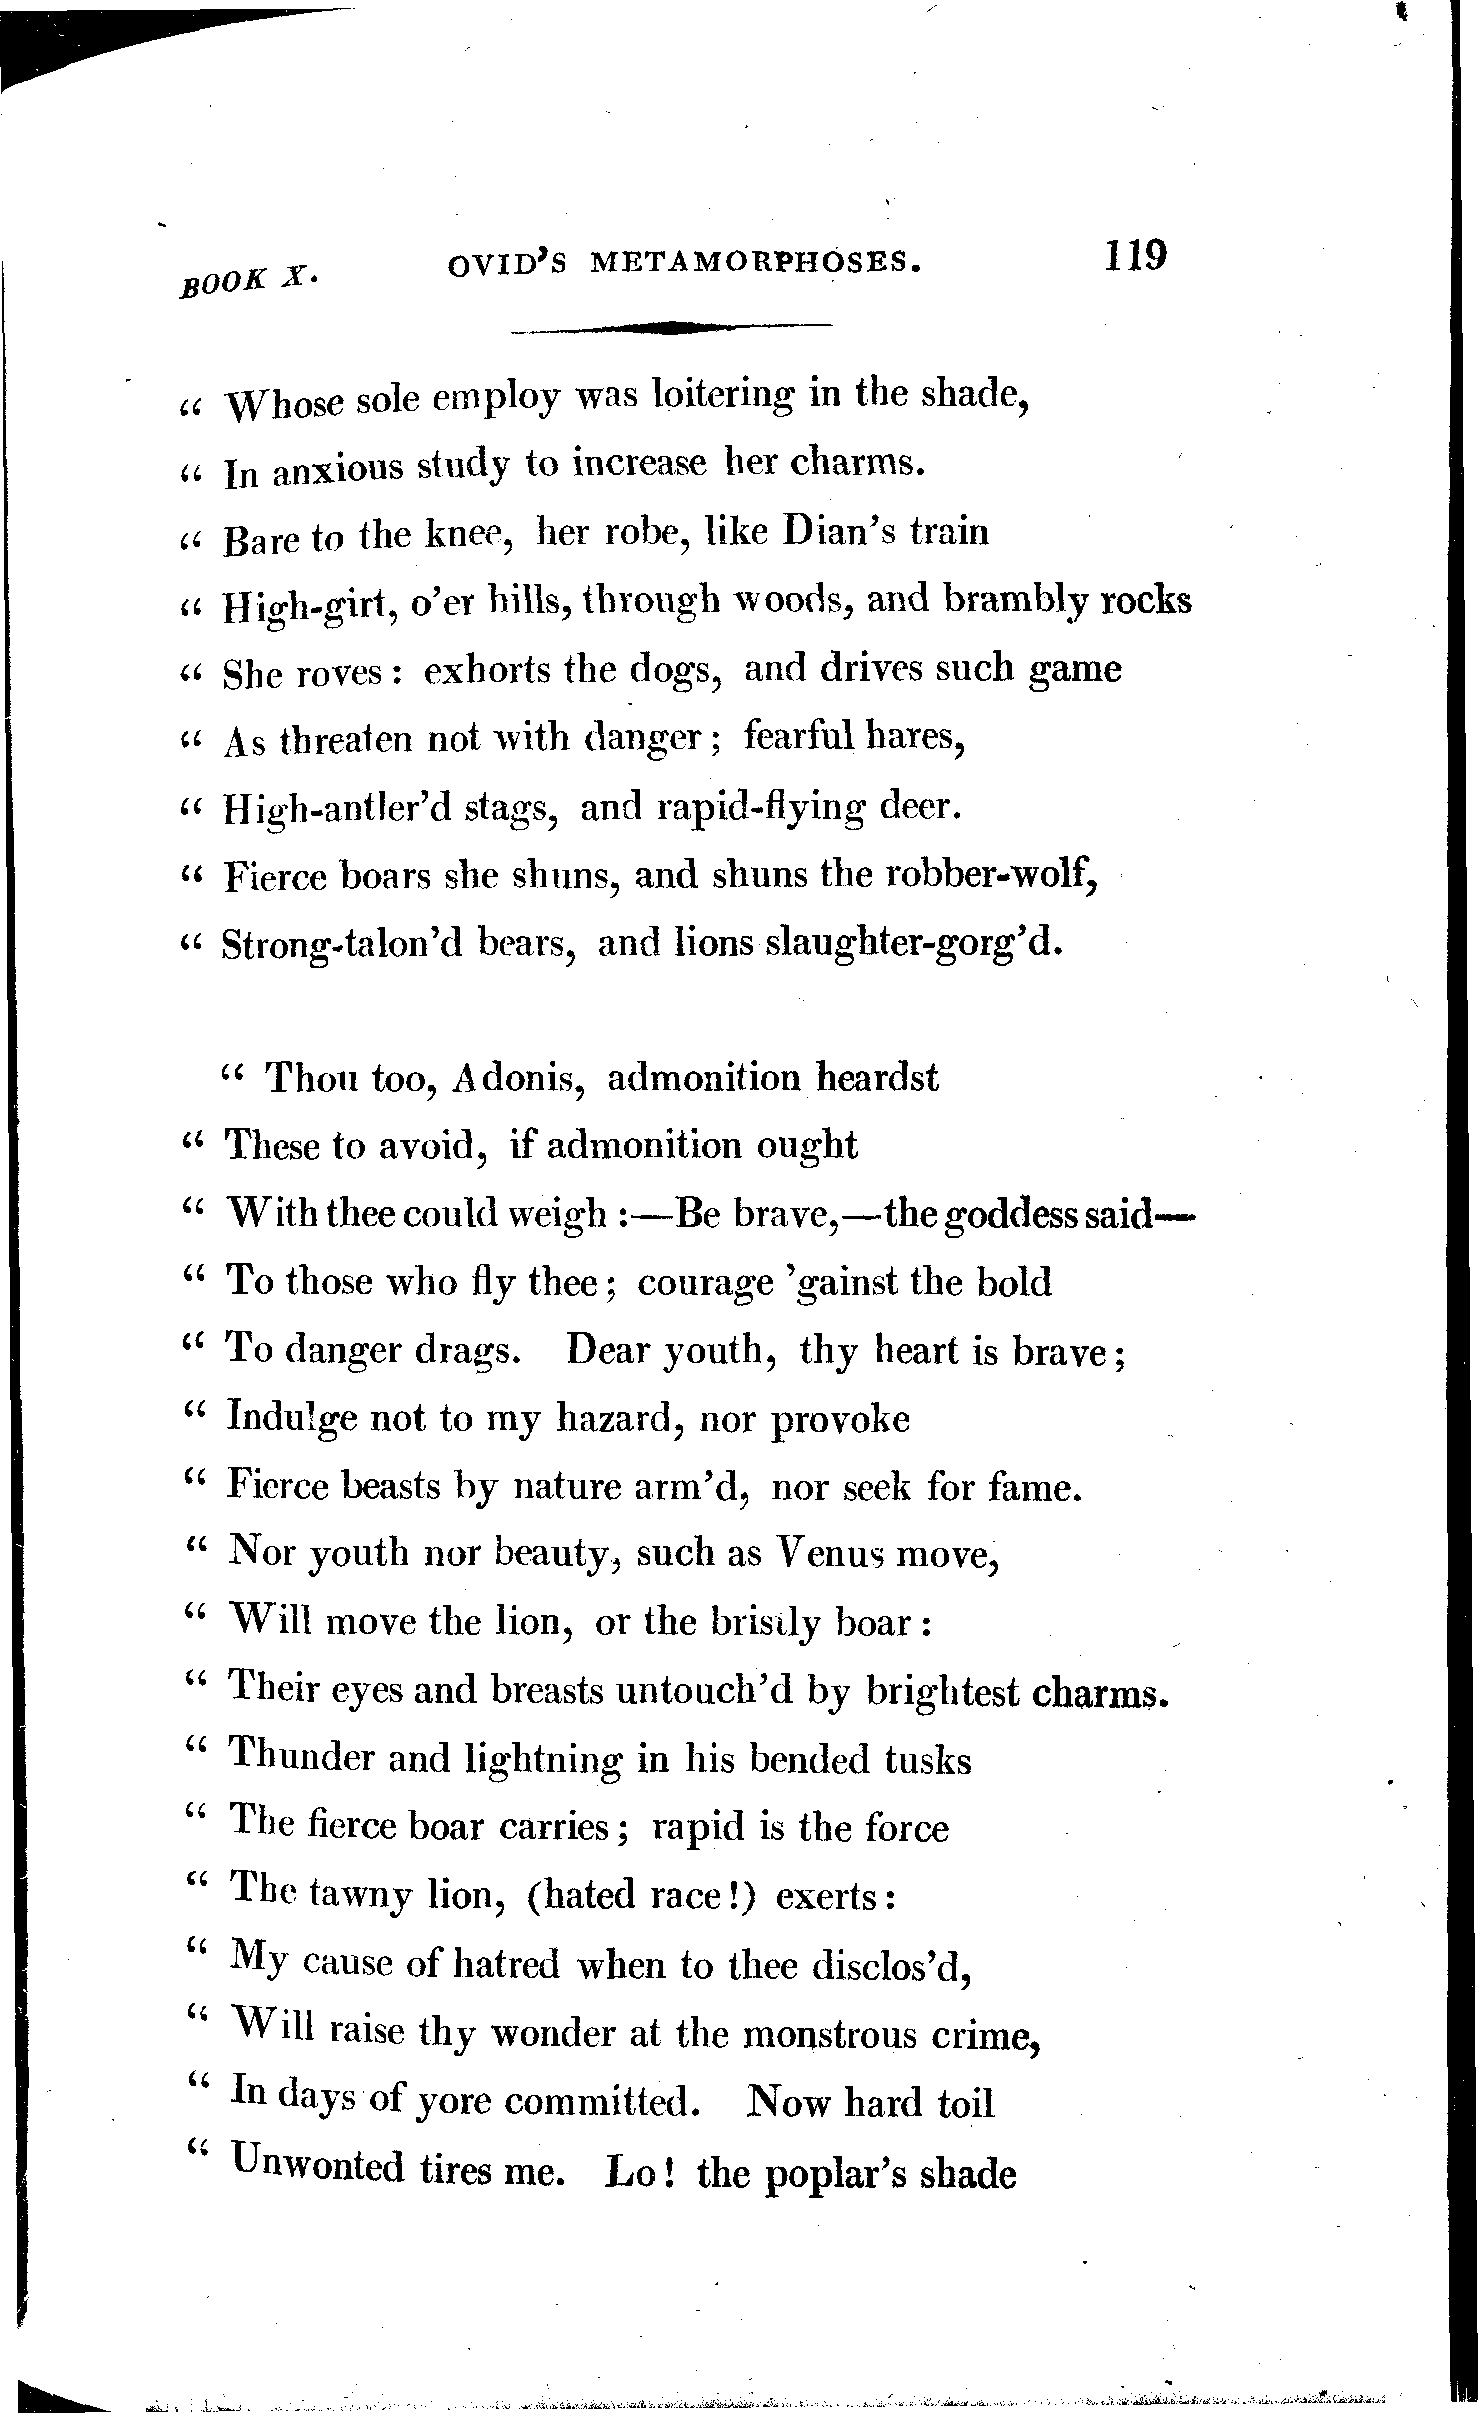 BOOK X. OVID'S METAMORPHOSES. 119
“ Whose sole employ was loitering in the shade,
“ In anxious study to increase her charms.
“ Bare to the knee, her robe, like Dian's train
“ High-girt, o'er hills, through woods, and brambly rocks
“ She roves : exhorts the dogs, and drives such game
“ As threaten not with danger ; fearful hares,
“ High-antler'd stags, and rapid-flying deer.
“ Fierce boars she shuns, and shuns the robber-wolf,
“ Strong-talon'd bears, and lions slaughter-gorg'd.
“ Thou too, Adonis, admonition heardst
“ These to avoid, if admonition ought
“ With thee could weigh :—Be brave,—the goddess said—
“ To those who fly thee ; courage 'gainst the bold
“ To danger drags. Dear youth, thy heart is brave ;
“ Indulge not to my hazard, nor provoke
“ Fierce beasts by nature arm'd, nor seek for fame.
“ Nor youth nor beauty, such as Venus move,
“ Will move the lion, or the bristly boar :
“ Their eyes and breasts untouch'd by brightest charms.
“ Thunder and lightning in his bended tusks
“ The fierce boar carries ; rapid is the force
“ The tawny lion, (hated race !) exerts :
“ My cause of hatred when to thee disclos'd,
“ Will raise thy wonder at the monstrous crime,
“ In days of yore committed. Now hard toil
“ Unwonted tires me. Lo ! the poplar's shade